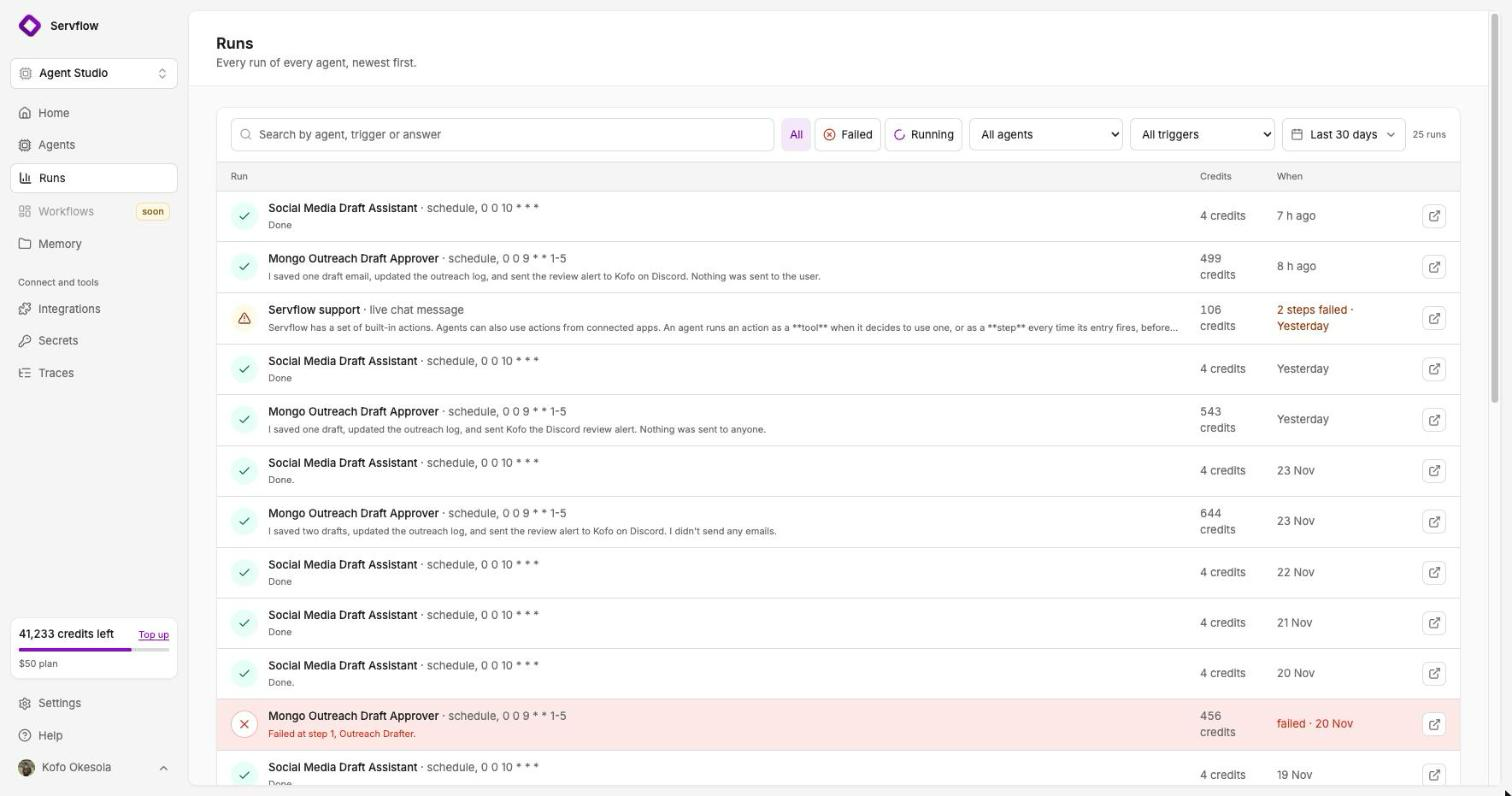 Servflow
Agent Studio
Home
Agents
Runs
Workflows soon
Memory
Connect and tools
Integrations
Secrets
Traces
41,233 credits left Top up
$50 plan
Settings
Help
Kofo Okesola
Runs
Every run of every agent, newest first.
Search by agent, trigger or answer All Failed Running All agents All triggers Last 30 days 25 runs
Run Credits When
Social Media Draft Assistant · schedule, 0 0 10 * * *
Done
4 credits 7 h ago
Mongo Outreach Draft Approver · schedule, 0 0 9 * * 1-5
I saved one draft email, updated the outreach log, and sent the review alert to Kofo on Discord. Nothing was sent to the user.
499
credits
8 h ago
Servflow support · live chat message
Servflow has a set of built-in actions. Agents can also use actions from connected apps. An agent runs an action as a **tool** when it decides to use one, or as a **step** every time its entry fires, before...
106
credits
2 steps failed ·
Yesterday
Social Media Draft Assistant · schedule, 0 0 10 * * *
Done
4 credits Yesterday
Mongo Outreach Draft Approver · schedule, 0 0 9 * * 1-5
I saved one draft, updated the outreach log, and sent Kofo the Discord review alert. Nothing was sent to anyone.
543
credits
Yesterday
Social Media Draft Assistant · schedule, 0 0 10 * * *
Done.
4 credits 23 Nov
Mongo Outreach Draft Approver · schedule, 0 0 9 * * 1-5
I saved two drafts, updated the outreach log, and sent the review alert to Kofo on Discord. I didn't send any emails.
644
credits
23 Nov
Social Media Draft Assistant · schedule, 0 0 10 * * *
Done
4 credits 22 Nov
Social Media Draft Assistant · schedule, 0 0 10 * * *
Done
4 credits 21 Nov
Social Media Draft Assistant · schedule, 0 0 10 * * *
Done.
4 credits 20 Nov
Mongo Outreach Draft Approver · schedule, 0 0 9 * * 1-5
Failed at step 1, Outreach Drafter.
456
credits
failed · 20 Nov
Social Media Draft Assistant · schedule, 0 0 10 * * *
Done
4 credits 19 Nov